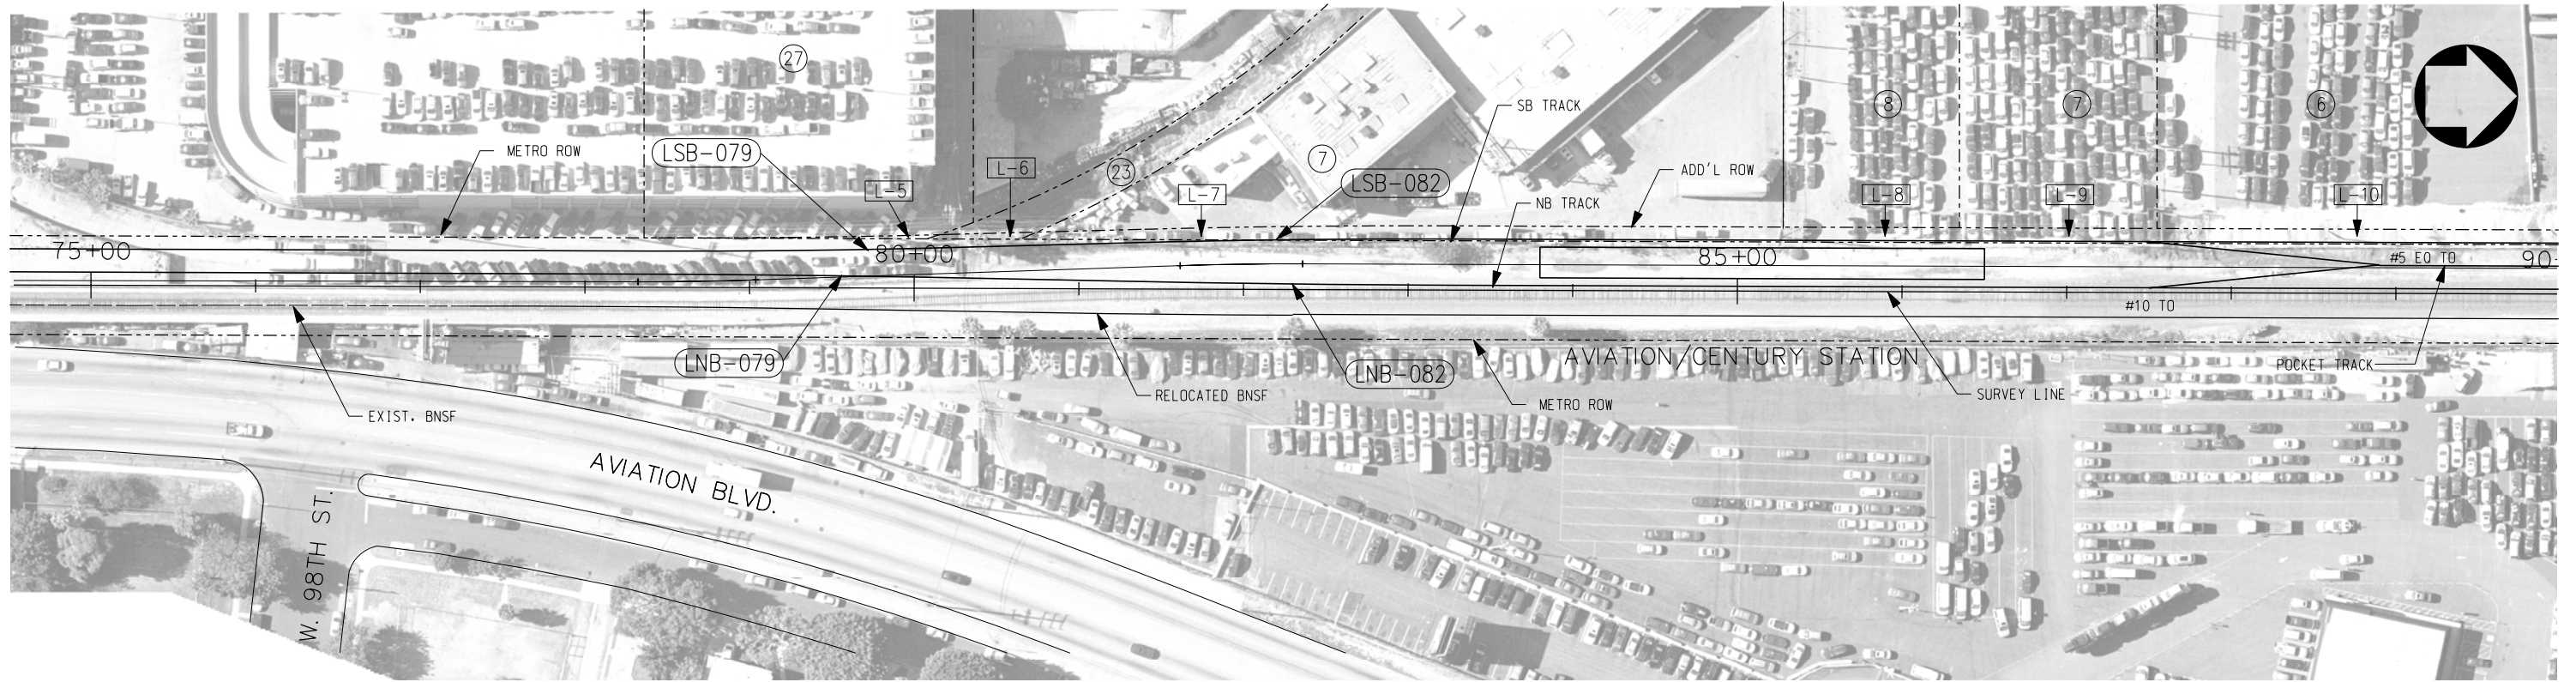 27
METRO ROW
LSB-079
L-5
L-6
23
L-7
7
LSB-082
SB TRACK
NB TRACK
ADD'L ROW
8
L-8
7
L-9
6
L-10
75+00
80+00
85+00
#5 EQ TO
90
#10 TO
LNB-079
LNB-082
AVIATION/CENTURY STATION
POCKET TRACK
EXIST. BNSF
RELOCATED BNSF
METRO ROW
SURVEY LINE
AVIATION BLVD.
W. 98TH ST.